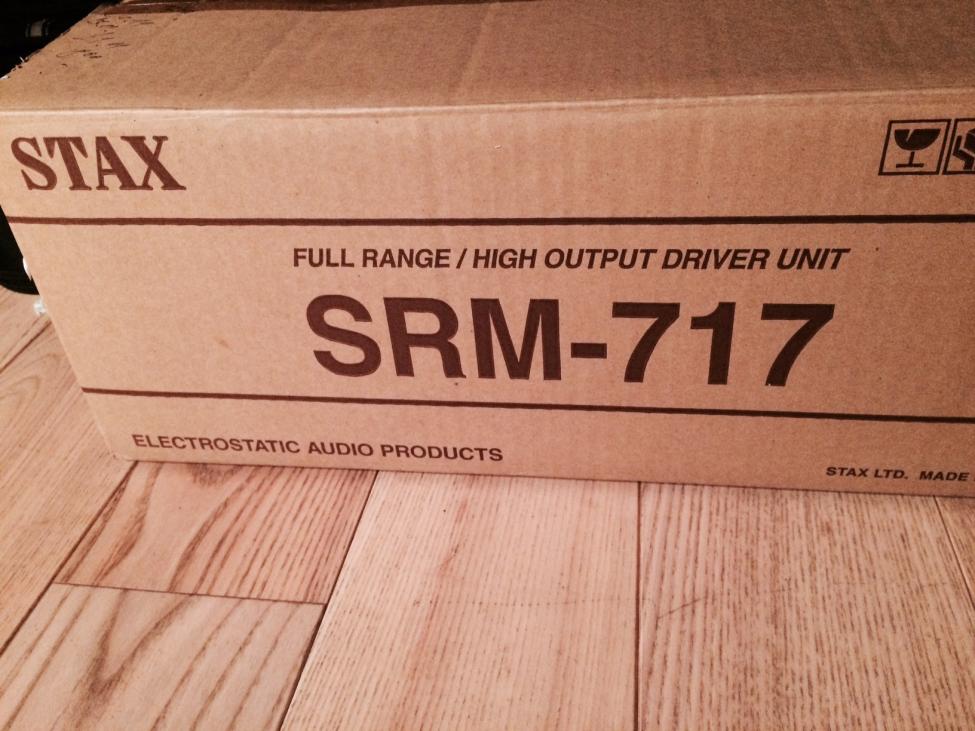 STAX
FULL RANGE / HIGH OUTPUT DRIVER UNIT
SRM-717
ELECTROSTATIC AUDIO PRODUCTS
STAX LTD. MADE